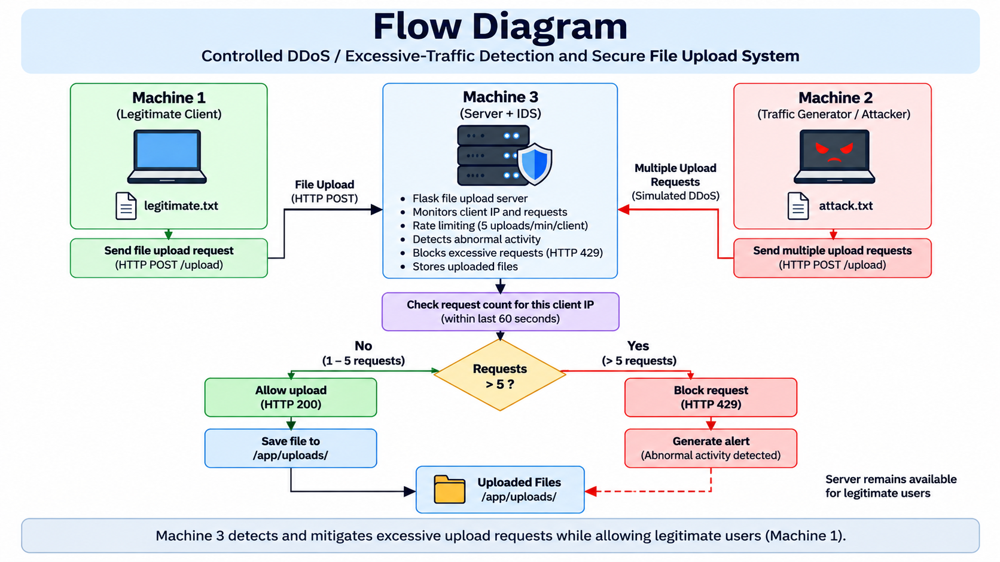 Flow Diagram
Controlled DDoS / Excessive-Traffic Detection and Secure File Upload System
Machine 1
(Legitimate Client)
legitimate.txt
Send file upload request
(HTTP POST /upload)
File Upload
(HTTP POST)
Machine 3
(Server + IDS)
• Flask file upload server
• Monitors client IP and requests
• Rate limiting (5 uploads/min/client)
• Detects abnormal activity
• Blocks excessive requests (HTTP 429)
• Stores uploaded files
Multiple Upload
Requests
(Simulated DDoS)
Machine 2
(Traffic Generator / Attacker)
attack.txt
Send multiple upload requests
(HTTP POST /upload)
Check request count for this client IP
(within last 60 seconds)
No
(1 – 5 requests)
Requests
> 5 ?
Yes
(> 5 requests)
Allow upload
(HTTP 200)
Save file to
/app/uploads/
Block request
(HTTP 429)
Generate alert
(Abnormal activity detected)
Uploaded Files
/app/uploads/
Server remains available
for legitimate users
Machine 3 detects and mitigates excessive upload requests while allowing legitimate users (Machine 1).